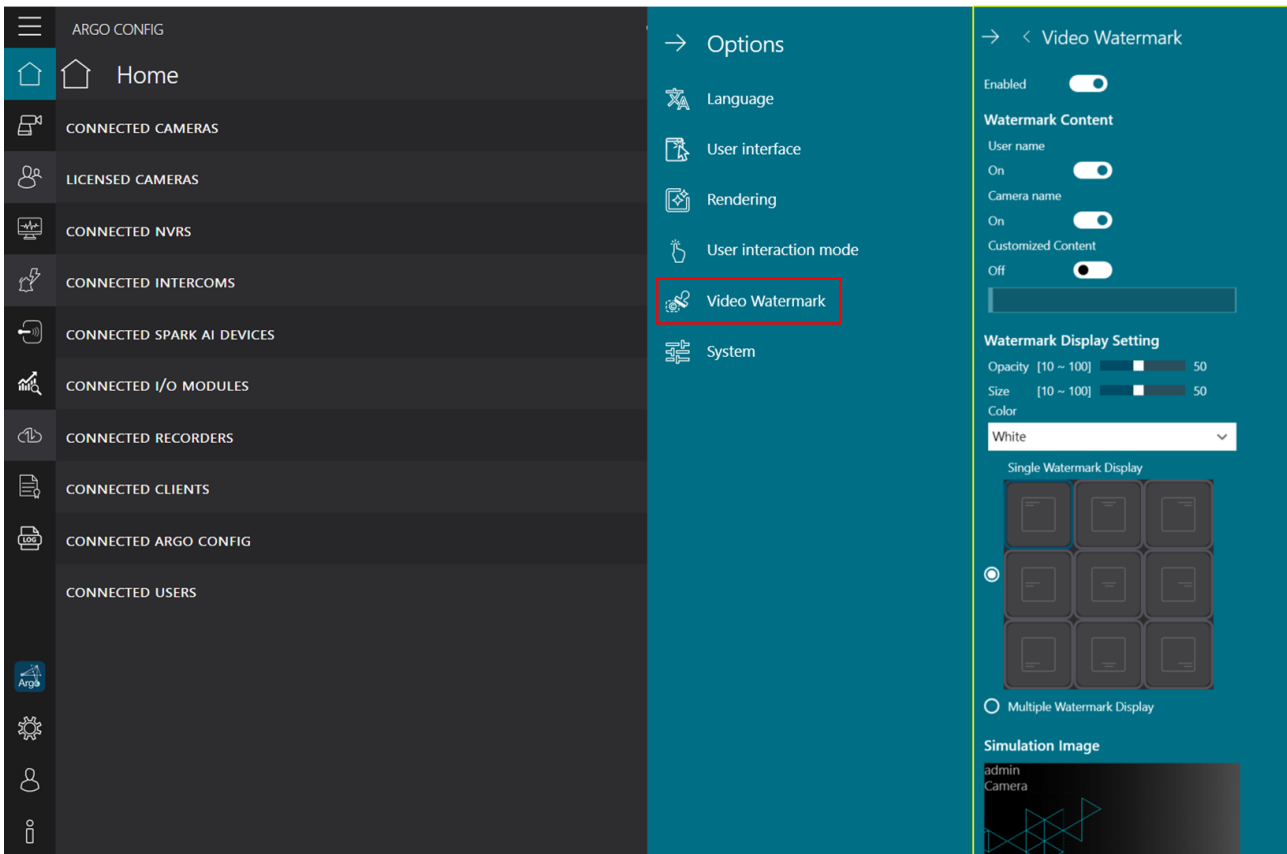 ARGO CONFIG
Home
CONNECTED CAMERAS
LICENSED CAMERAS
CONNECTED NVRS
CONNECTED INTERCOMS
CONNECTED SPARK AI DEVICES
CONNECTED I/O MODULES
CONNECTED RECORDERS
CONNECTED CLIENTS
LOG
CONNECTED ARGO CONFIG
CONNECTED USERS
Argo
Options
Language
User interface
Rendering
User interaction mode
Video Watermark
System
Video Watermark
Enabled
Watermark Content
User name
On
Camera name
On
Customized Content
Off
Watermark Display Setting
Opacity [10 ~ 100] 50
Size [10 ~ 100] 50
Color
White
Single Watermark Display
Multiple Watermark Display
Simulation Image
admin
Camera